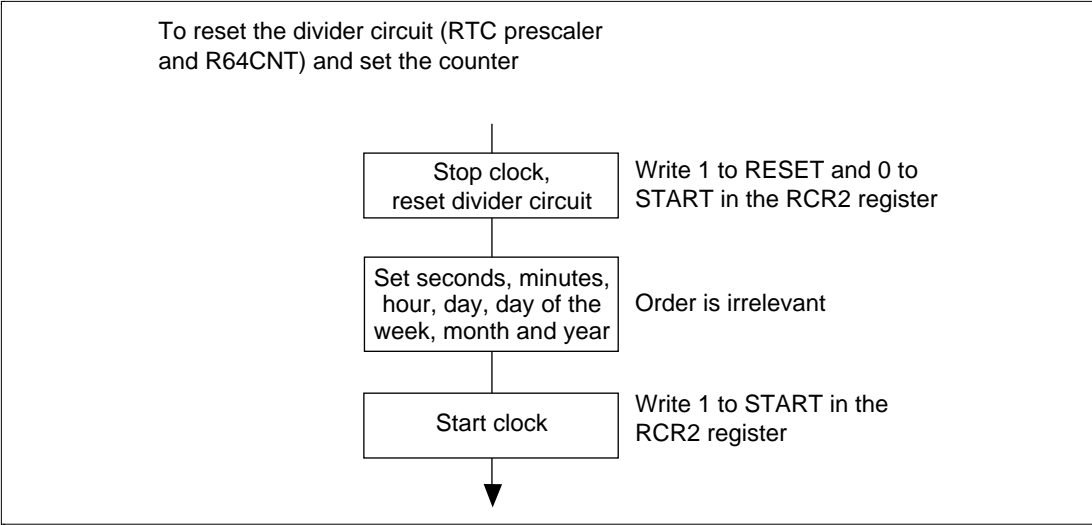 To reset the divider circuit (RTC prescaler
and R64CNT) and set the counter
Stop clock,
reset divider circuit
Write 1 to RESET and 0 to
START in the RCR2 register
Set seconds, minutes,
hour, day, day of the
week, month and year
Order is irrelevant
Start clock
Write 1 to START in the
RCR2 register